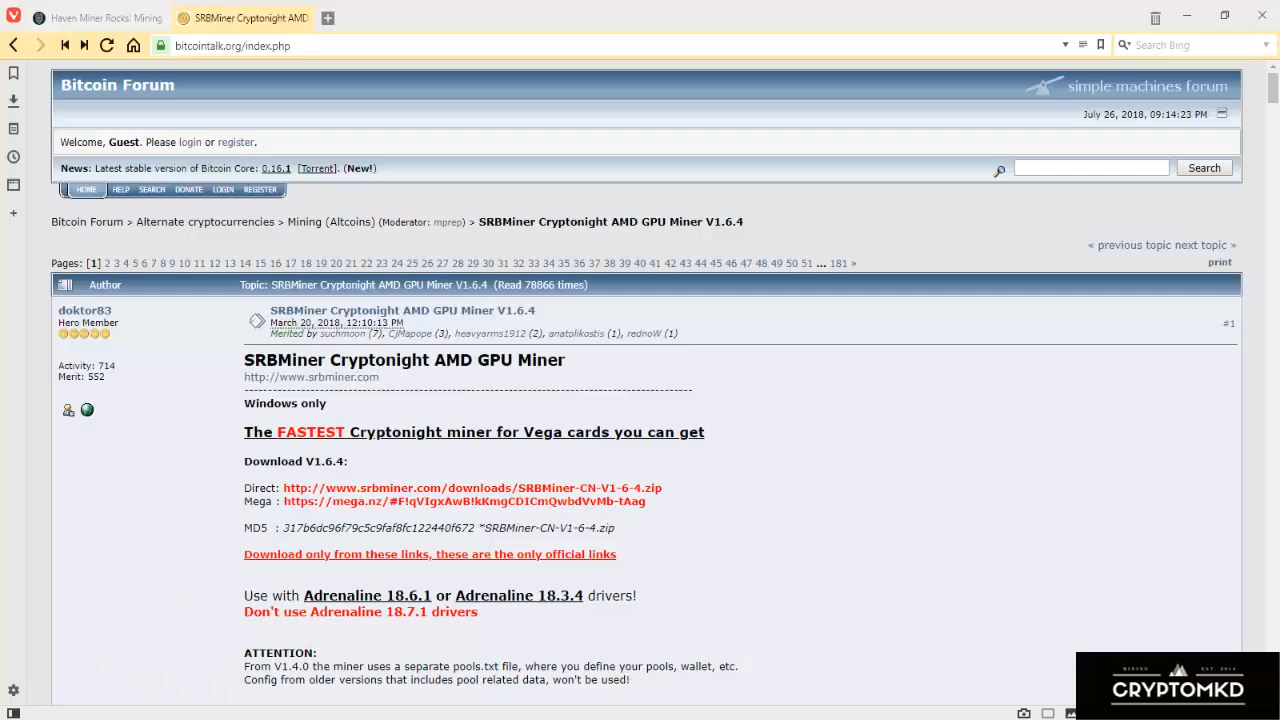 Haven Miner Rocks! Mining
SRBMiner Cryptonight AMD
bitcointalk.org/index.php
Search Bing
Bitcoin Forum
simple machines forum
July 26, 2018, 09:14:23 PM
Welcome, Guest. Please login or register.
News: Latest stable version of Bitcoin Core: 0.16.1 [Torrent]. (New!)
Search
HOME HELP SEARCH DONATE LOGIN REGISTER
Bitcoin Forum > Alternate cryptocurrencies > Mining (Altcoins) (Moderator: mprep) > SRBMiner Cryptonight AMD GPU Miner V1.6.4
« previous topic next topic »
Pages: [1] 2 3 4 5 6 7 8 9 10 11 12 13 14 15 16 17 18 19 20 21 22 23 24 25 26 27 28 29 30 31 32 33 34 35 36 37 38 39 40 41 42 43 44 45 46 47 48 49 50 51 ... 181 »
print
Author
Topic: SRBMiner Cryptonight AMD GPU Miner V1.6.4 (Read 78866 times)
doktor83
Hero Member
Activity: 714
Merit: 552
SRBMiner Cryptonight AMD GPU Miner V1.6.4
March 20, 2018, 12:10:13 PM
#1
Merited by suchmoon (7), CjMapope (3), heavyarms1912 (2), anatolikostis (1), rednoW (1)
SRBMiner Cryptonight AMD GPU Miner
http://www.srbminer.com
--------------------------------------------------------------------------------
Windows only
The FASTEST Cryptonight miner for Vega cards you can get
Download V1.6.4:
Direct: http://www.srbminer.com/downloads/SRBMiner-CN-V1-6-4.zip
Mega : https://mega.nz/#F!qVIgxAwB!kKmgCDICmQwbdVvMb-tAag
MD5 : 317b6dc96f79c5c9faf8fc122440f672 *SRBMiner-CN-V1-6-4.zip
Download only from these links, these are the only official links
Use with Adrenaline 18.6.1 or Adrenaline 18.3.4 drivers!
Don't use Adrenaline 18.7.1 drivers
ATTENTION:
From V1.4.0 the miner uses a separate pools.txt file, where you define your pools, wallet, etc.
Config from older versions that includes pool related data, won't be used!
MINING
CRYPTOMKD